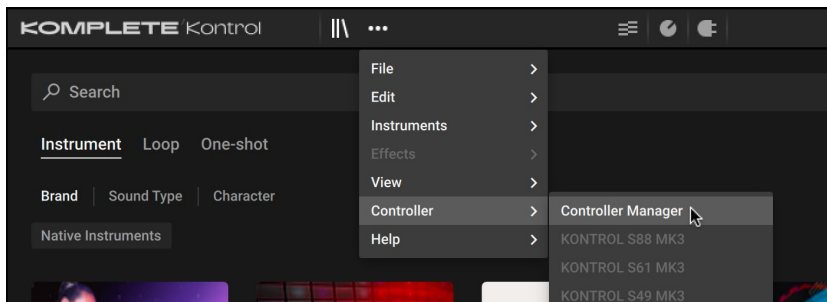 KOMPLETE Kontrol
File
Search
Edit
Instruments
Instrument Loop One-shot
Effects
View
Brand Sound Type Character
Controller
Controller Manager
Native Instruments
Help
KONTROL S88 MK3
KONTROL S61 MK3
KONTROL S49 MK3